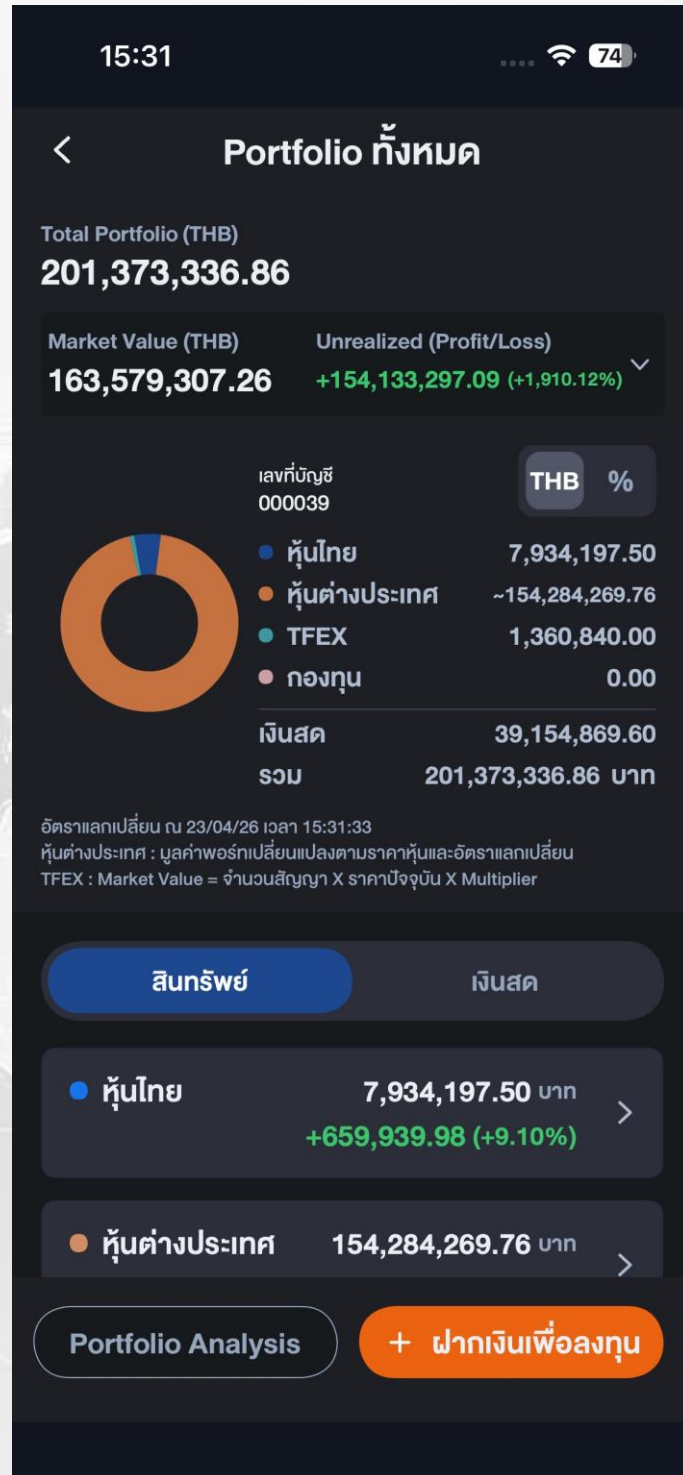 15:31
74
Portfolio ทั้งหมด
Total Portfolio (THB)
201,373,336.86
Market Value (THB) Unrealized (Profit/Loss)
163,579,307.26 +154,133,297.09 (+1,910.12%)
เลขที่บัญชี
000039
THB %
หุ้นไทย 7,934,197.50
หุ้นต่างประเทศ ~154,284,269.76
TFEX 1,360,840.00
กองทุน 0.00
เงินสด 39,154,869.60
รวม 201,373,336.86 บาท
อัตราแลกเปลี่ยน ณ 23/04/26 เวลา 15:31:33
หุ้นต่างประเทศ : มูลค่าพอร์ทเปลี่ยนแปลงตามราคาหุ้นและอัตราแลกเปลี่ยน
TFEX : Market Value = จำนวนสัญญา X ราคาปัจจุบัน X Multiplier
สินทรัพย์ เงินสด
หุ้นไทย 7,934,197.50 บาท
+659,939.98 (+9.10%)
หุ้นต่างประเทศ 154,284,269.76 บาท
Portfolio Analysis + ฝากเงินเพื่อลงทุน